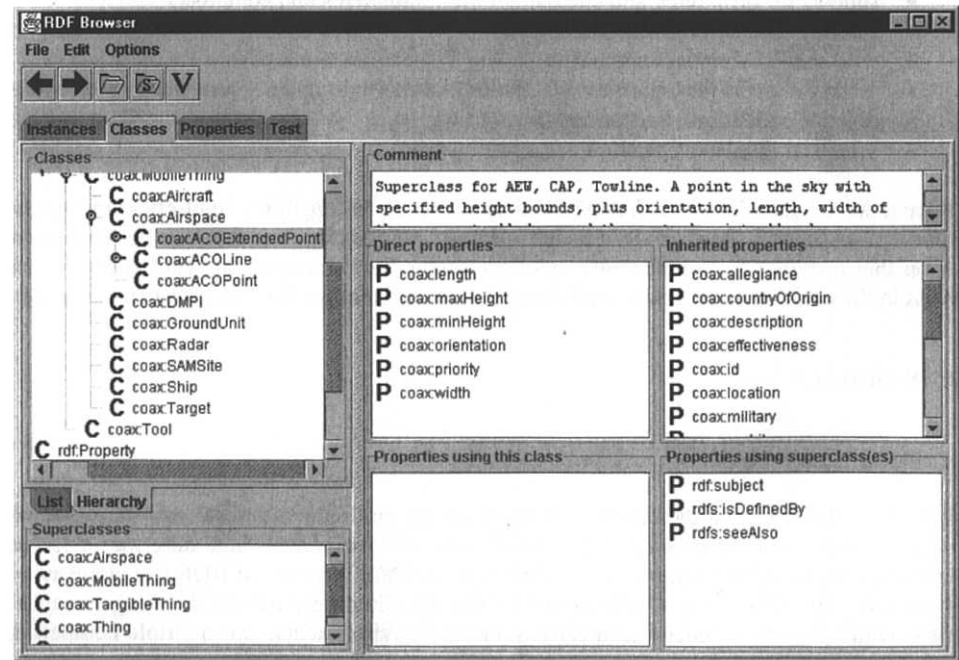 RDF Browser
File Edit Options
S V
Instances Classes Properties Test
Classes
C coax:MobileThing
C coax:Aircraft
C coax:Airspace
C coax:ACOExtendedPoint
C coax:ACOLine
C coax:ACOPoint
C coax:DMPI
C coax:GroundUnit
C coax:Radar
C coax:SAMSite
C coax:Ship
C coax:Target
C coax:Tool
C rdf:Property
List Hierarchy
Superclasses
C coax:Airspace
C coax:MobileThing
C coax:TangibleThing
C coax:Thing
Comment
Superclass for AEW, CAP, Towline. A point in the sky with
specified height bounds, plus orientation, length, width of
Direct properties
P coax:length
P coax:maxHeight
P coax:minHeight
P coax:orientation
P coax:priority
P coax:width
Inherited properties
P coax:allegiance
P coax:countryOfOrigin
P coax:description
P coax:effectiveness
P coax:id
P coax:location
P coax:military
Properties using this class
Properties using superclass(es)
P rdf:subject
P rdfs:isDefinedBy
P rdfs:seeAlso